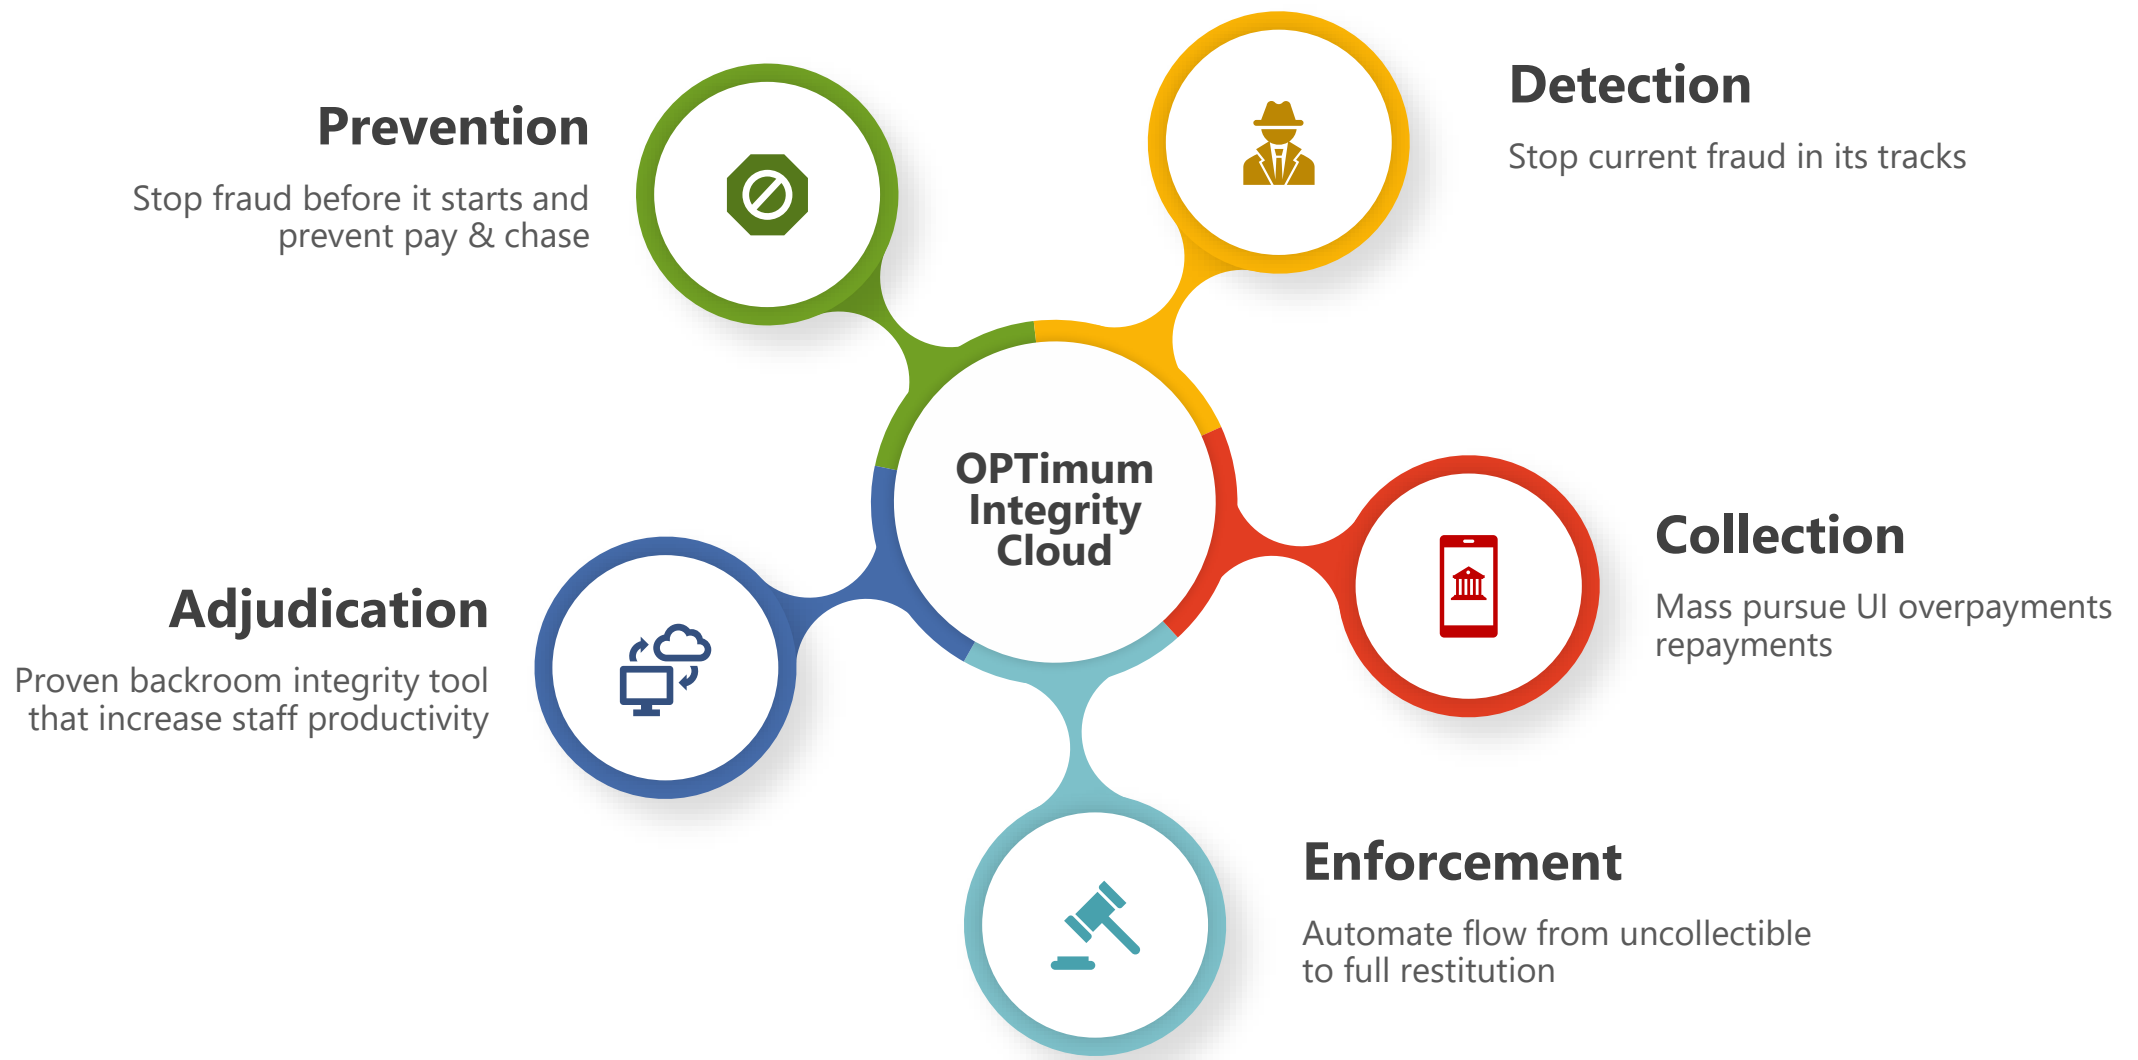 Prevention
Stop fraud before it starts and
prevent pay & chase
Detection
Stop current fraud in its tracks
OPTimum
Integrity
Cloud
Collection
Mass pursue UI overpayments
repayments
Adjudication
Proven backroom integrity tool
that increase staff productivity
Enforcement
Automate flow from uncollectible
to full restitution